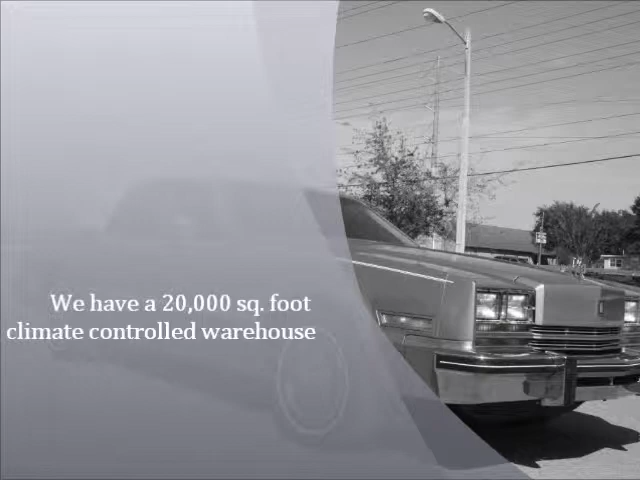 We have a 20,000 sq. foot
climate controlled warehouse